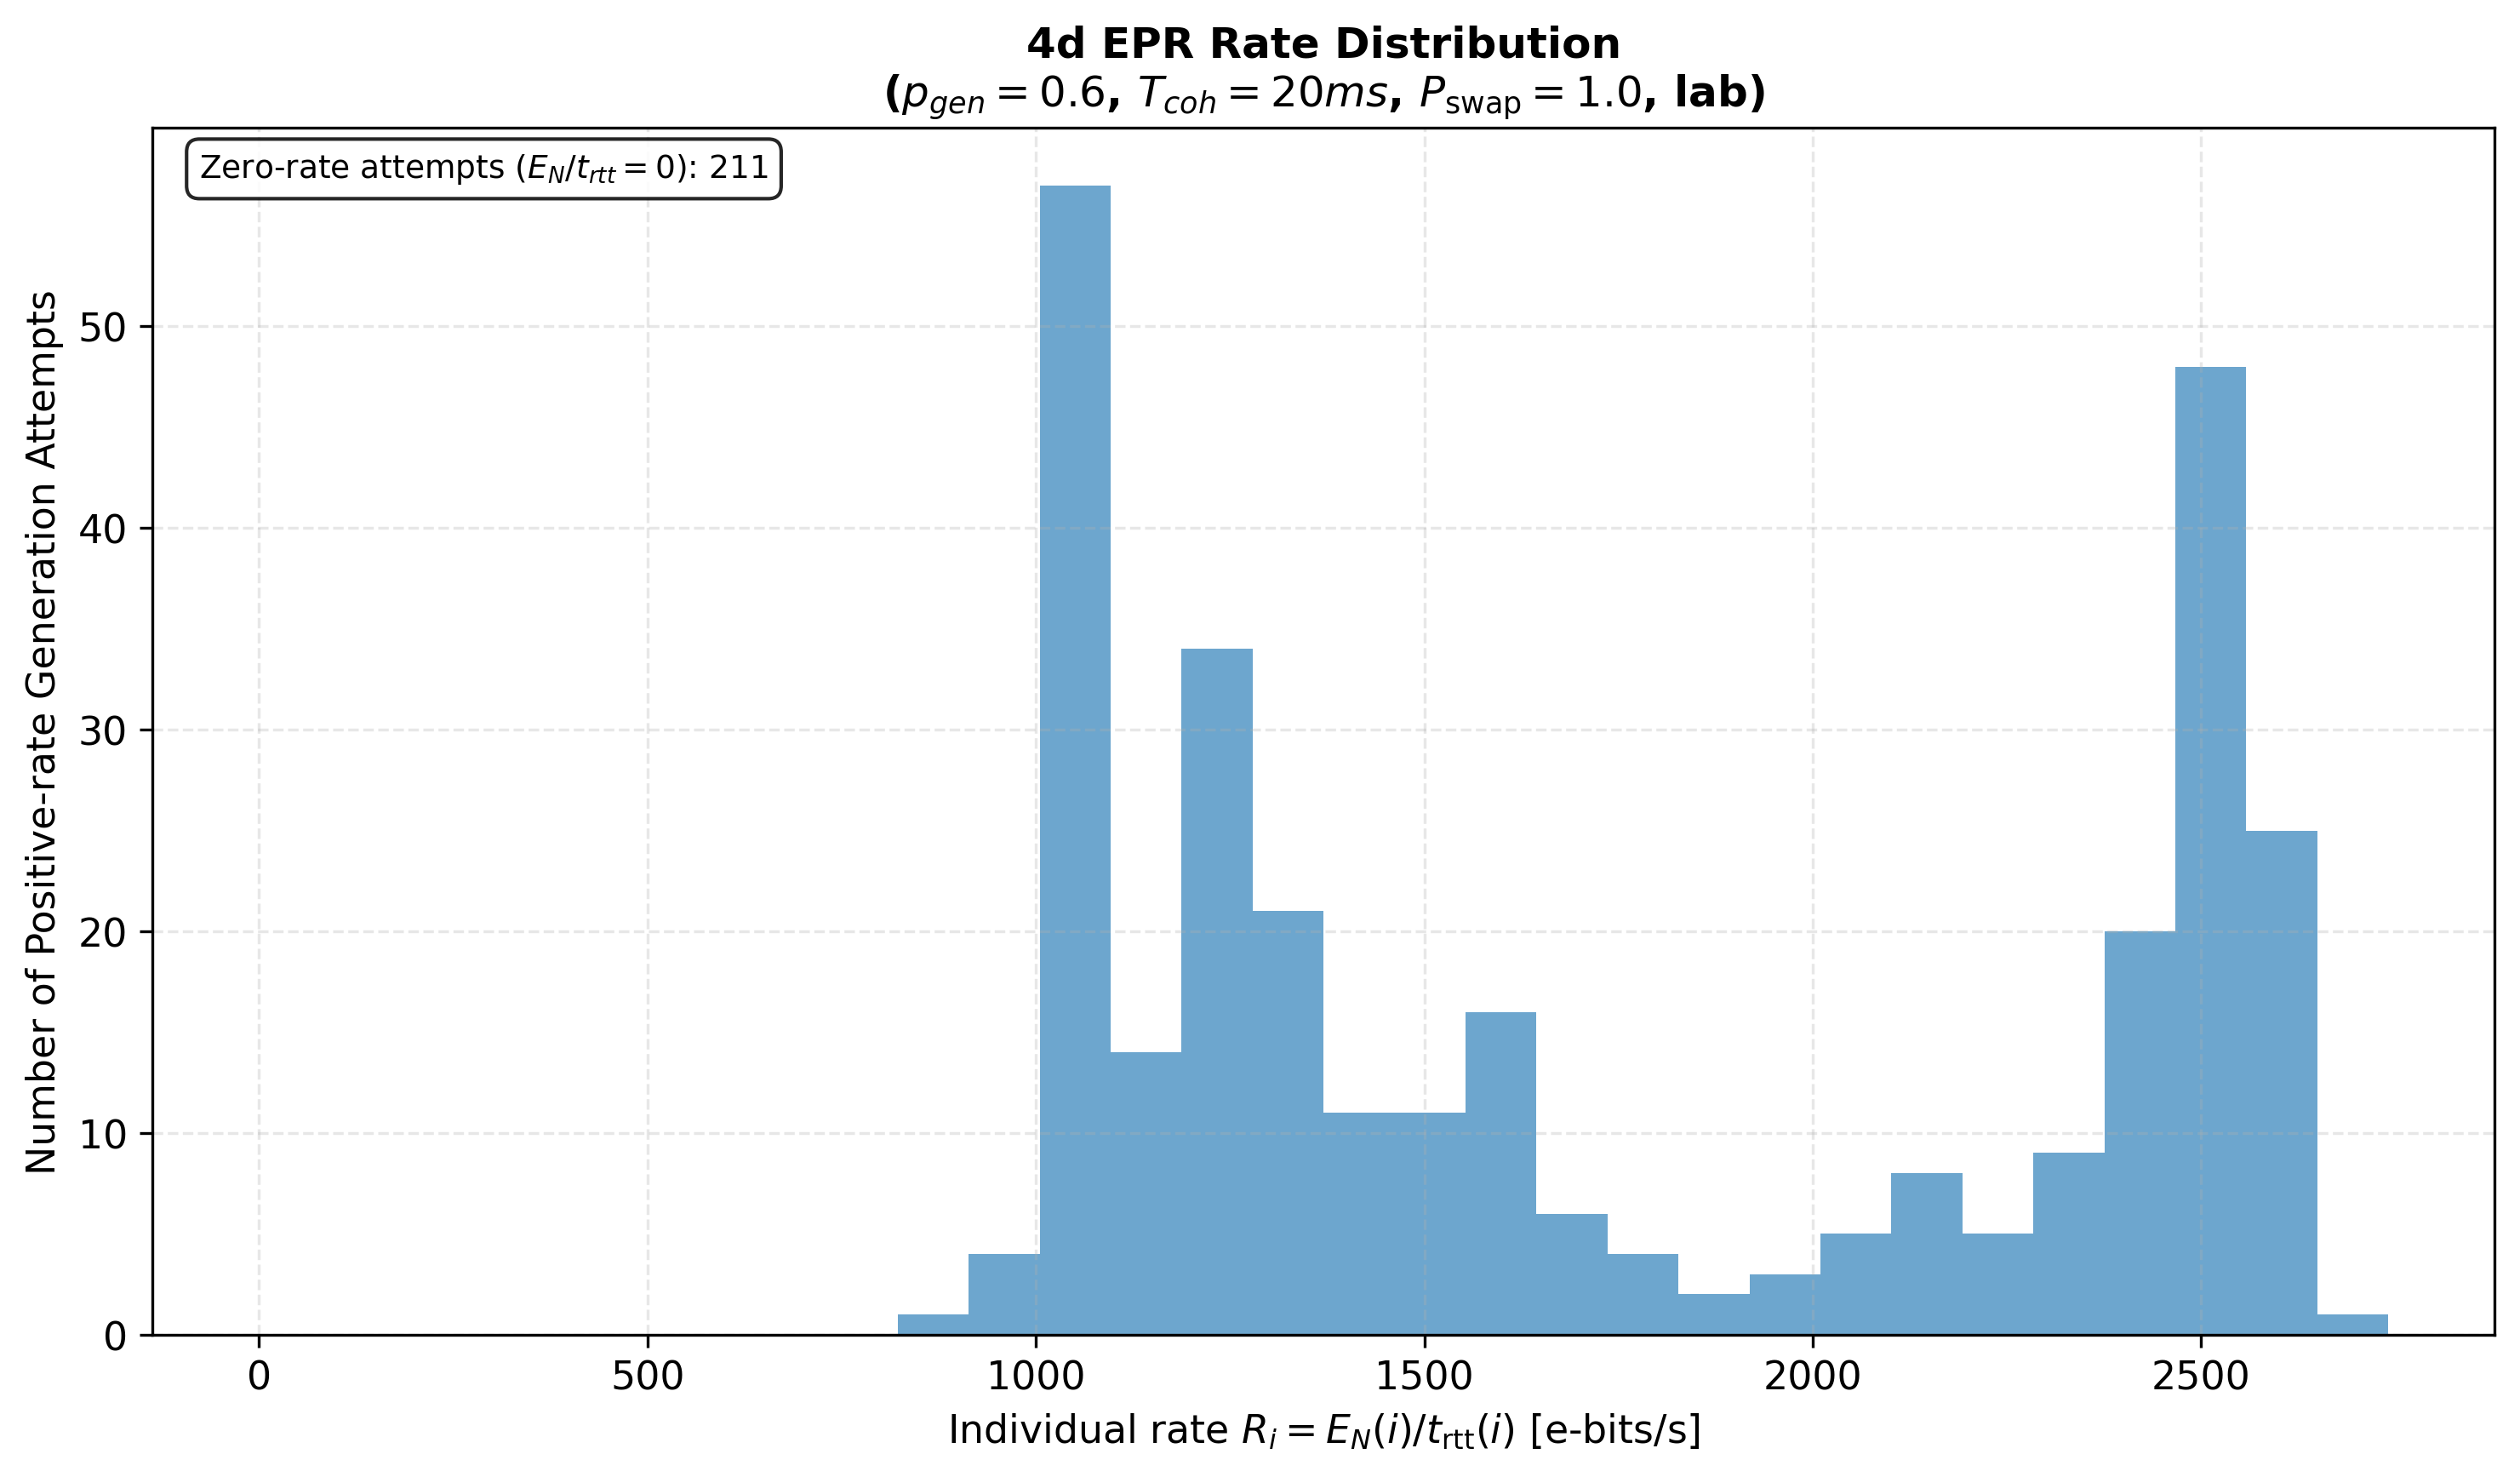 4d EPR Rate Distribution
(p_gen = 0.6, T_coh = 20ms, P_swap = 1.0, lab)
Zero-rate attempts (E_N/t_rtt = 0): 211
Number of Positive-rate Generation Attempts
50
40
30
20
10
0
0 500 1000 1500 2000 2500
Individual rate R_i = E_N(i)/t_rtt(i) [e-bits/s]